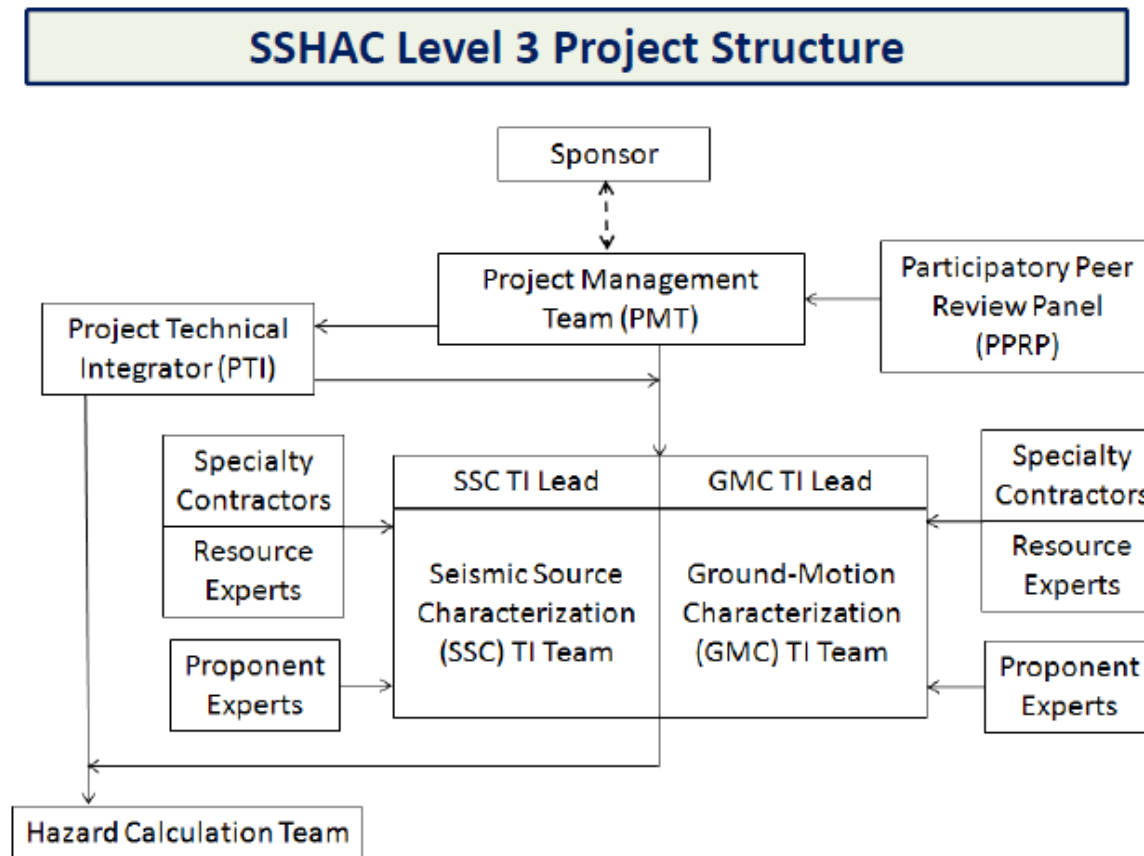 SSHAC Level 3 Project Structure
Sponsor
Project Management
Team (PMT)
Participatory Peer
Review Panel
(PPRP)
Project Technical
Integrator (PTI)
Specialty
Contractors
Resource
Experts
Proponent
Experts
SSC TI Lead
GMC TI Lead
Seismic Source
Characterization
(SSC) TI Team
Ground-Motion
Characterization
(GMC) TI Team
Specialty
Contractors
Resource
Experts
Proponent
Experts
Hazard Calculation Team